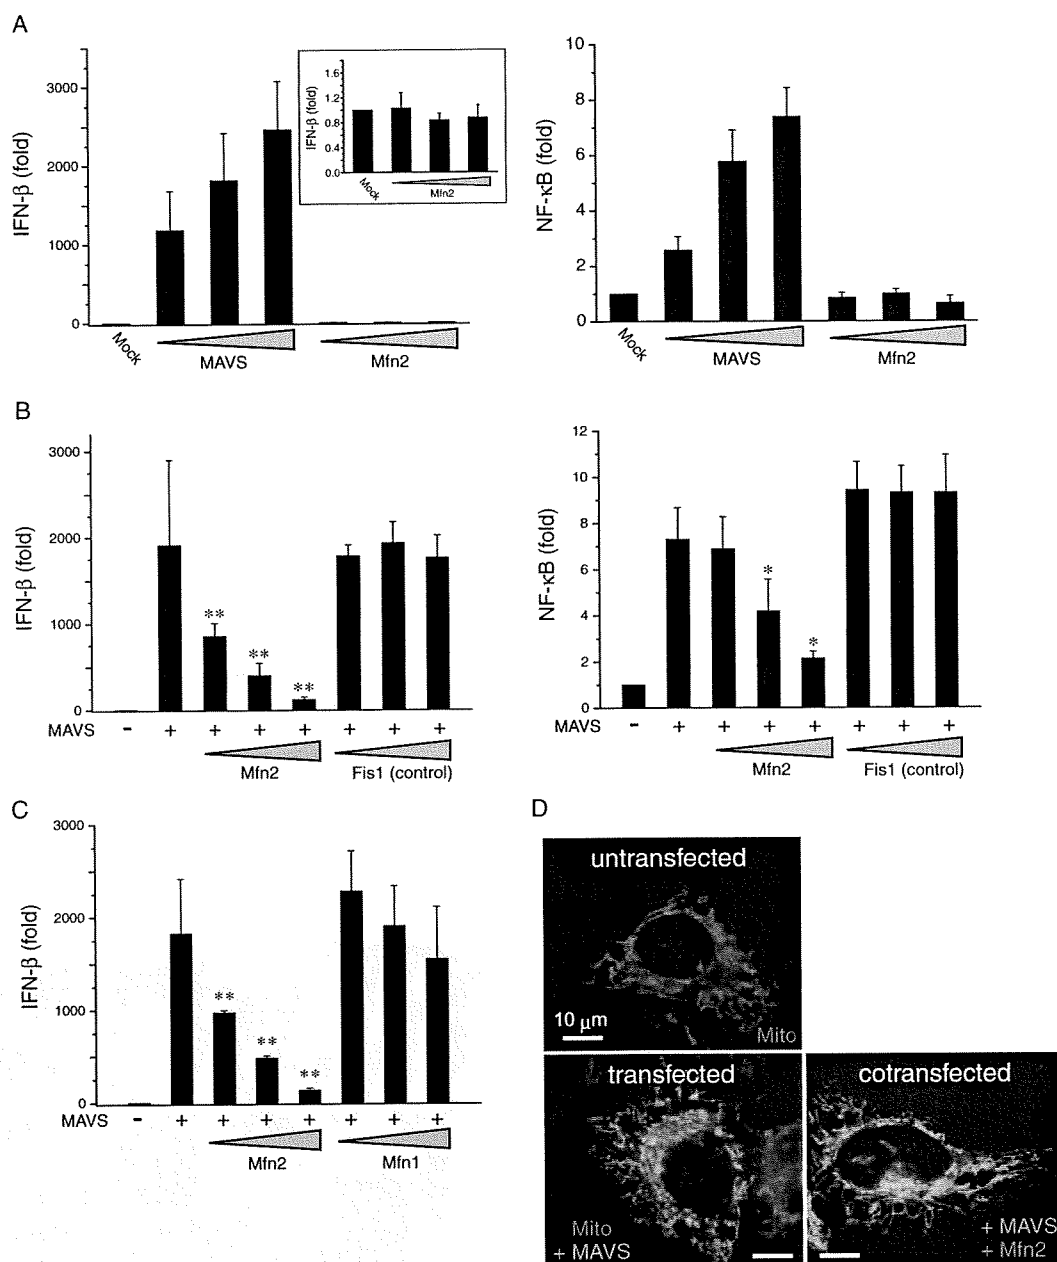 A
IFN-β (fold)
3000
2000
1000
0
Mock
MAVS
Mfn2
IFN-β (fold)
1.6
1.2
0.8
0.4
0.0
Mock
Mfn2
NF-κB (fold)
10
8
6
4
2
0
Mock
MAVS
Mfn2
B
IFN-β (fold)
3000
2000
1000
0
** ** **
MAVS - + + + + + + +
Mfn2 Fis1 (control)
NF-κB (fold)
12
10
8
6
4
2
0
* *
MAVS - + + + + + + +
Mfn2 Fis1 (control)
C
IFN-β (fold)
3000
2000
1000
0
** ** **
MAVS - + + + + + + +
Mfn2 Mfn1
D
untransfected
10 μm
Mito
transfected
Mito
+ MAVS
cotransfected
+ MAVS
+ Mfn2